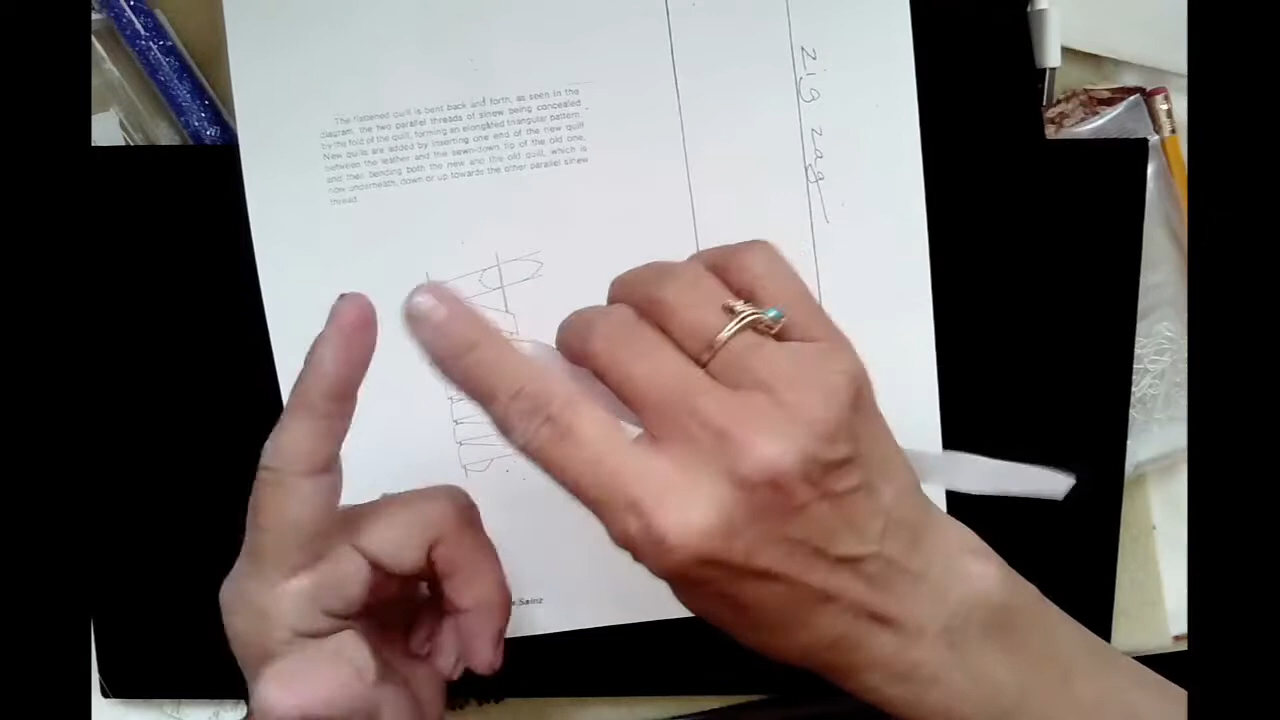 The flattened quill is bent back and forth, as seen in the
diagram, the two parallel threads of sinew being concealed
by the fold of the quill, forming an elongated triangular pattern.
New quills are added by inserting one end of the new quill
between the leather and the sewn-down tip of the old one,
and then bending both the new and the old quill, which is
now underneath, down or up towards the other parallel sinew
thread.
zig zag
Sainz